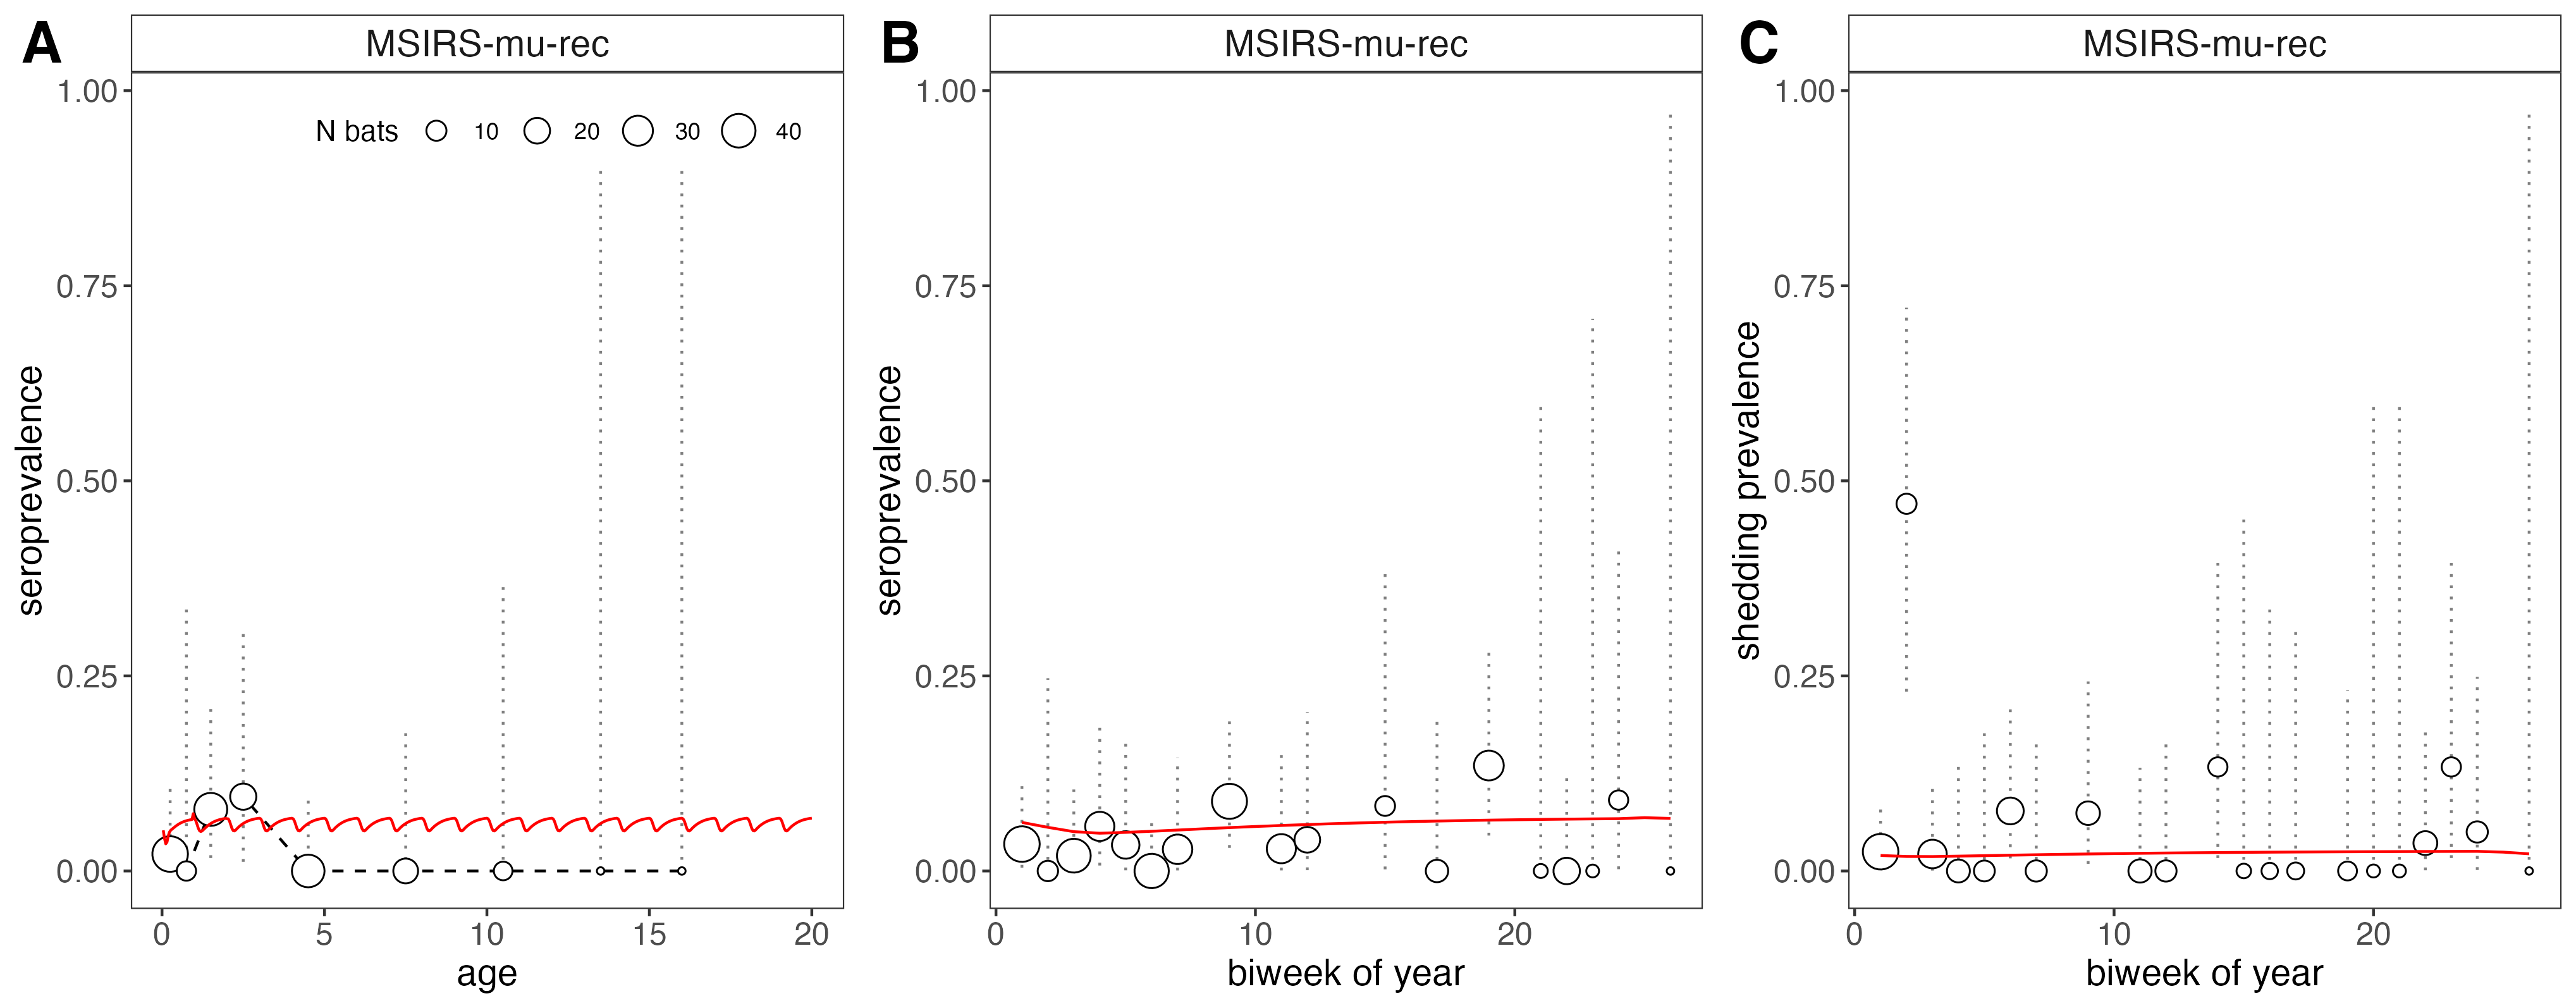 A
MSIRS-mu-rec
N bats 10 20 30 40
seroprevalence
1.00
0.75
0.50
0.25
0.00
0 5 10 15 20
age
B
MSIRS-mu-rec
seroprevalence
1.00
0.75
0.50
0.25
0.00
0 10 20
biweek of year
C
MSIRS-mu-rec
shedding prevalence
1.00
0.75
0.50
0.25
0.00
0 10 20
biweek of year